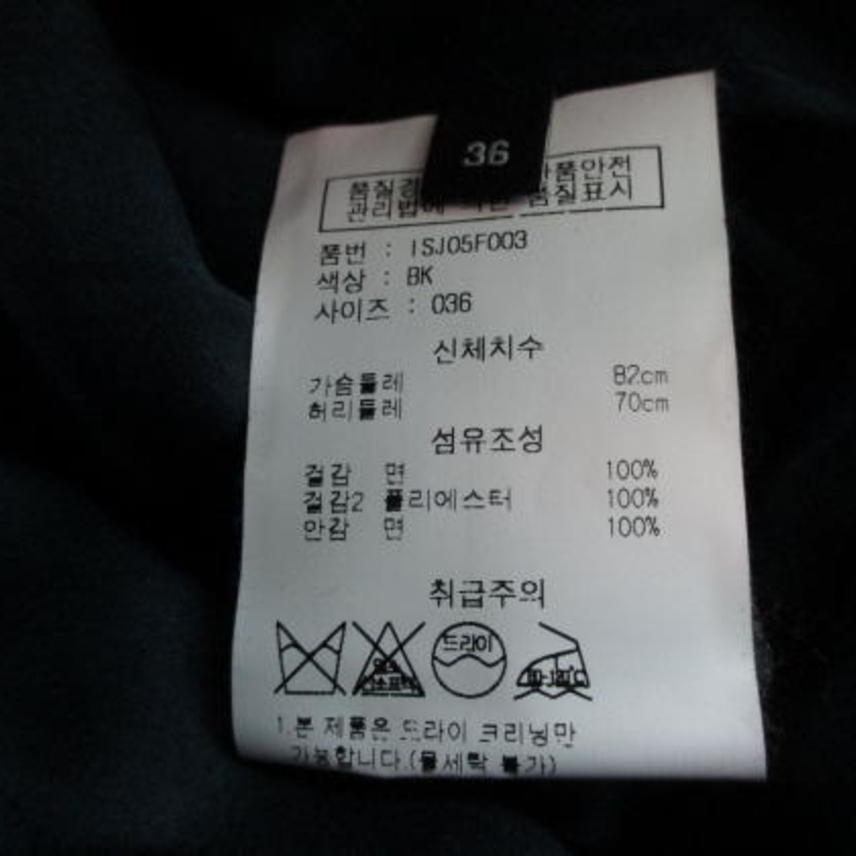 36
품질경 품안전
관리법에 품질표시
품번 : ISJ05F003
색상 : BK
사이즈 : 036
신체치수
가슴둘레 82cm
허리둘레 70cm
섬유조성
겉감 면 100%
겉감2 폴리에스터 100%
안감 면 100%
취급주의
드라이
1.본 제품은 드라이 크리닝만
가능합니다.(물세탁 불가)